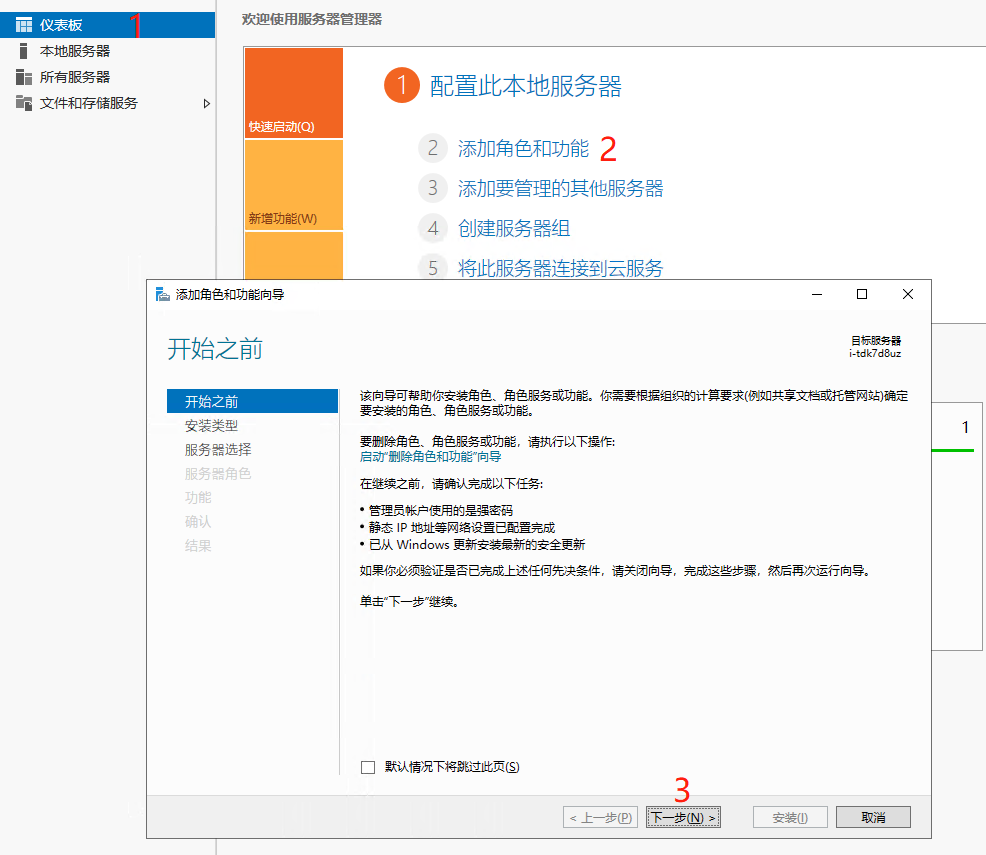 仪表板 1
本地服务器
所有服务器
文件和存储服务
欢迎使用服务器管理器
快速启动(Q)
新增功能(W)
1 配置此本地服务器
2 添加角色和功能 2
3 添加要管理的其他服务器
4 创建服务器组
5 将此服务器连接到云服务
1
添加角色和功能向导
开始之前
目标服务器
i-tdk7d8uz
开始之前
安装类型
服务器选择
服务器角色
功能
确认
结果
该向导可帮助你安装角色、角色服务或功能。你需要根据组织的计算要求(例如共享文档或托管网站)确定
要安装的角色、角色服务或功能。
要删除角色、角色服务或功能，请执行以下操作:
启动“删除角色和功能”向导
在继续之前，请确认完成以下任务:
• 管理员帐户使用的是强密码
• 静态 IP 地址等网络设置已配置完成
• 已从 Windows 更新安装最新的安全更新
如果你必须验证是否已完成上述任何先决条件，请关闭向导，完成这些步骤，然后再次运行向导。
单击“下一步”继续。
默认情况下将跳过此页(S)
3
< 上一步(P)
下一步(N) >
安装(I)
取消